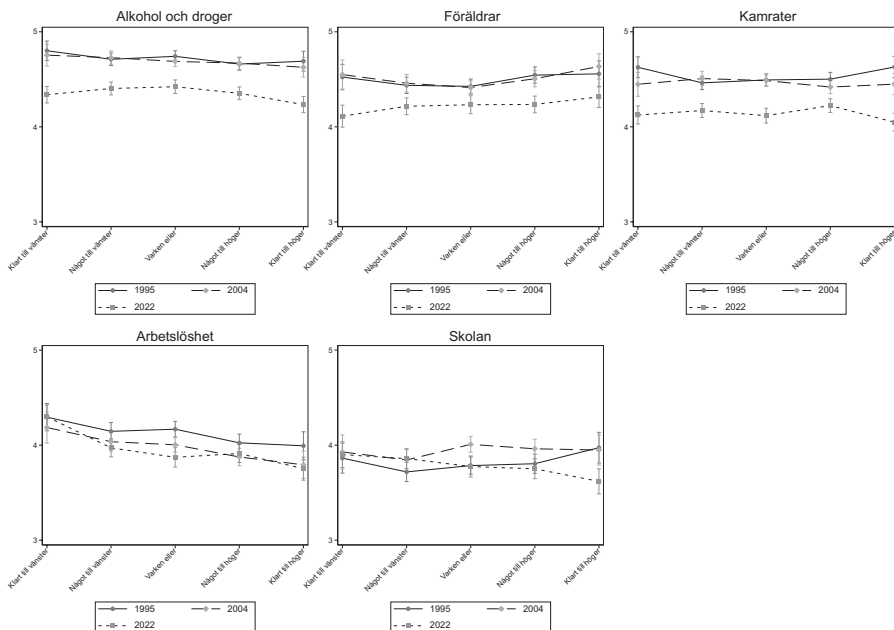 Alkohol och droger
5
4
3
Klart till vänster
Något till vänster
Varken eller
Något till höger
Klart till höger
1995
2004
2022
Föräldrar
5
4
3
Klart till vänster
Något till vänster
Varken eller
Något till höger
Klart till höger
1995
2004
2022
Kamrater
5
4
3
Klart till vänster
Något till vänster
Varken eller
Något till höger
Klart till höger
1995
2004
2022
Arbetslöshet
5
4
3
Klart till vänster
Något till vänster
Varken eller
Något till höger
Klart till höger
1995
2004
2022
Skolan
5
4
3
Klart till vänster
Något till vänster
Varken eller
Något till höger
Klart till höger
1995
2004
2022